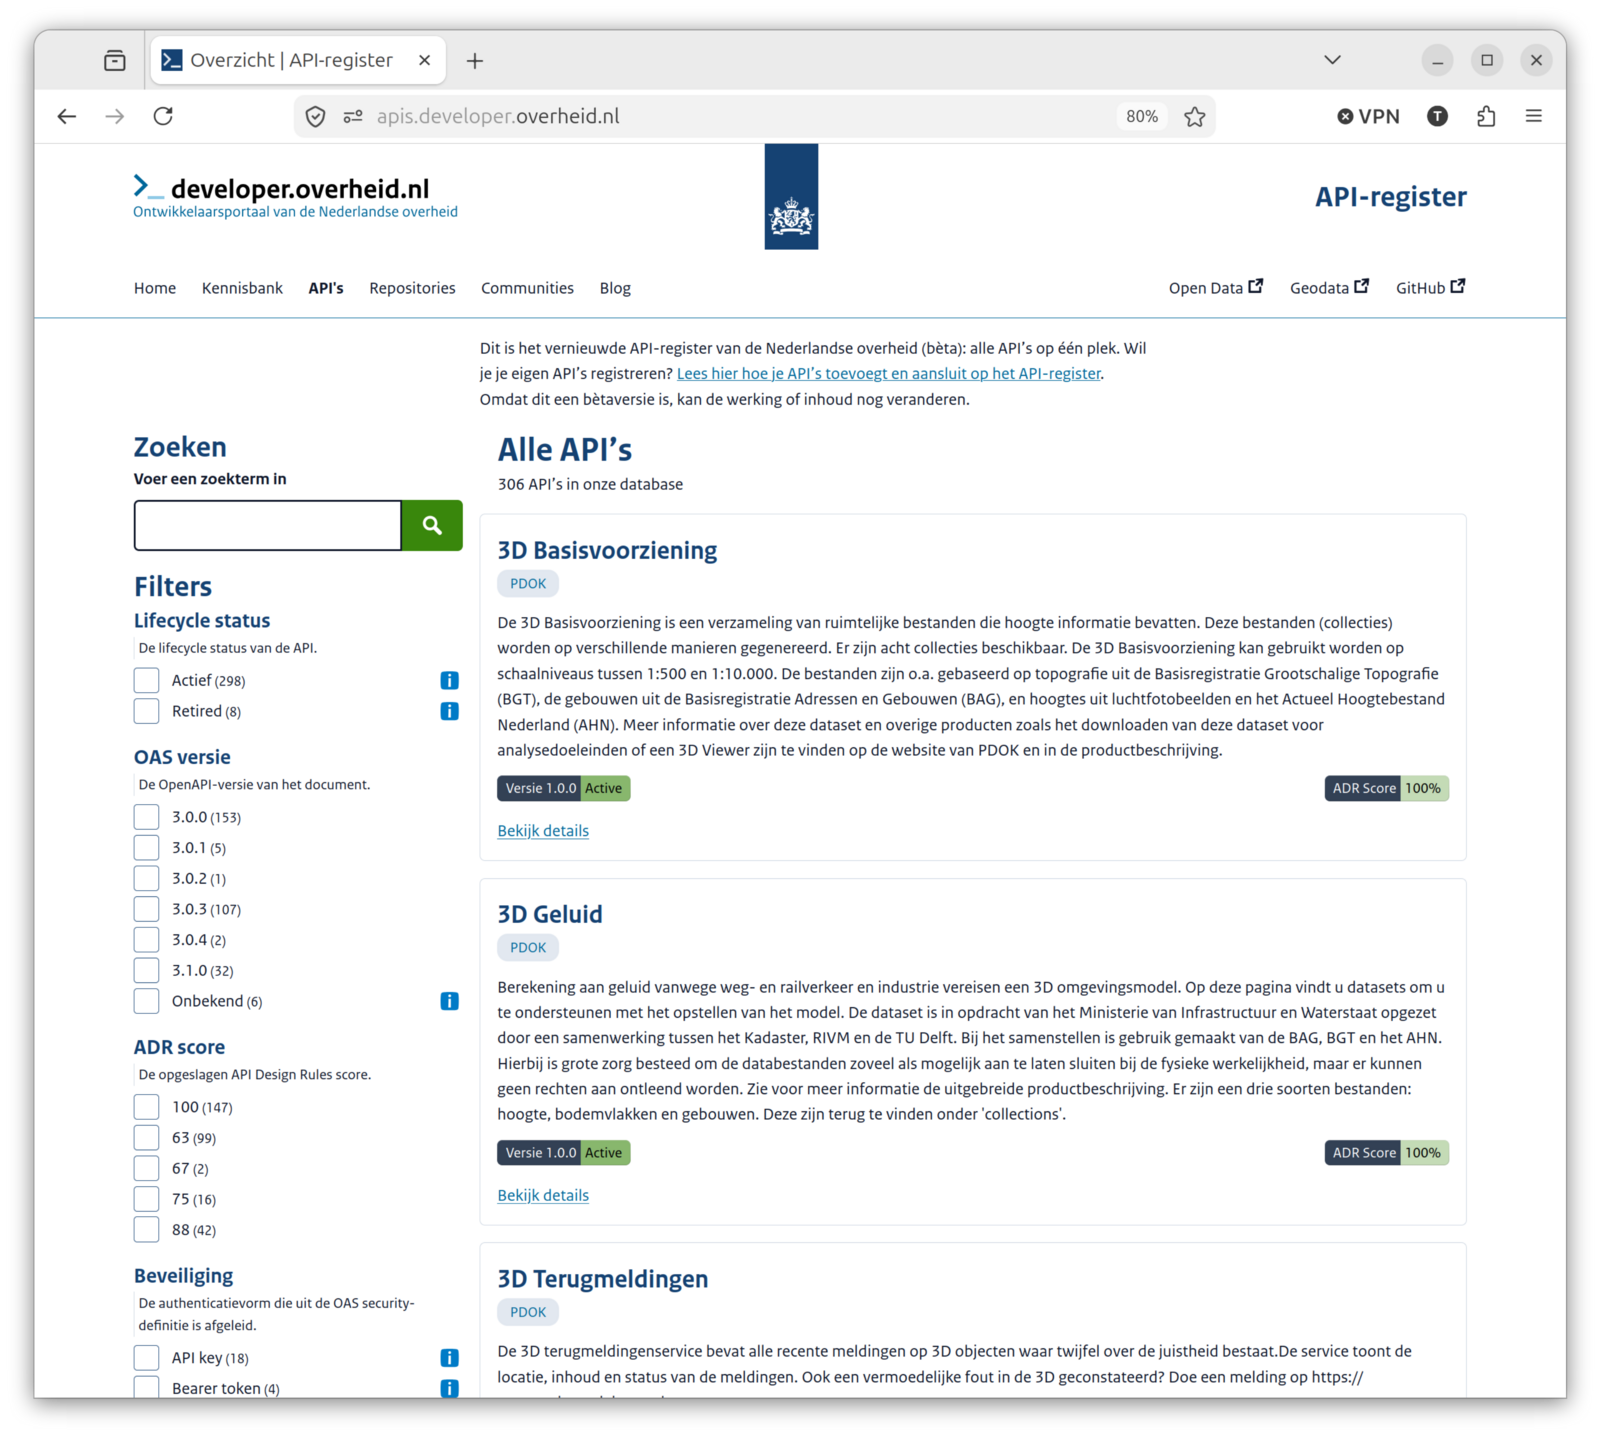 Overzicht | API-register
apis.developer.overheid.nl
80%
VPN
T
developer.overheid.nl
Ontwikkelaarsportaal van de Nederlandse overheid
API-register
Home
Kennisbank
API's
Repositories
Communities
Blog
Open Data
Geodata
GitHub
Dit is het vernieuwde API-register van de Nederlandse overheid (bèta): alle API’s op één plek. Wil
je je eigen API’s registreren? Lees hier hoe je API’s toevoegt en aansluit op het API-register.
Omdat dit een bètaversie is, kan de werking of inhoud nog veranderen.
Zoeken
Voer een zoekterm in
Filters
Lifecycle status
De lifecycle status van de API.
Actief (298)
Retired (8)
OAS versie
De OpenAPI-versie van het document.
3.0.0 (153)
3.0.1 (5)
3.0.2 (1)
3.0.3 (107)
3.0.4 (2)
3.1.0 (32)
Onbekend (6)
ADR score
De opgeslagen API Design Rules score.
100 (147)
63 (99)
67 (2)
75 (16)
88 (42)
Beveiliging
De authenticatievorm die uit de OAS security-
definitie is afgeleid.
API key (18)
Bearer token (4)
Alle API’s
306 API’s in onze database
3D Basisvoorziening
PDOK
De 3D Basisvoorziening is een verzameling van ruimtelijke bestanden die hoogte informatie bevatten. Deze bestanden (collecties)
worden op verschillende manieren gegenereerd. Er zijn acht collecties beschikbaar. De 3D Basisvoorziening kan gebruikt worden op
schaalniveaus tussen 1:500 en 1:10.000. De bestanden zijn o.a. gebaseerd op topografie uit de Basisregistratie Grootschalige Topografie
(BGT), de gebouwen uit de Basisregistratie Adressen en Gebouwen (BAG), en hoogtes uit luchtfotobeelden en het Actueel Hoogtebestand
Nederland (AHN). Meer informatie over deze dataset en overige producten zoals het downloaden van deze dataset voor
analysedoeleinden of een 3D Viewer zijn te vinden op de website van PDOK en in de productbeschrijving.
Versie 1.0.0 Active
ADR Score 100%
Bekijk details
3D Geluid
PDOK
Berekening aan geluid vanwege weg- en railverkeer en industrie vereisen een 3D omgevingsmodel. Op deze pagina vindt u datasets om u
te ondersteunen met het opstellen van het model. De dataset is in opdracht van het Ministerie van Infrastructuur en Waterstaat opgezet
door een samenwerking tussen het Kadaster, RIVM en de TU Delft. Bij het samenstellen is gebruik gemaakt van de BAG, BGT en het AHN.
Hierbij is grote zorg besteed om de databestanden zoveel als mogelijk aan te laten sluiten bij de fysieke werkelijkheid, maar er kunnen
geen rechten aan ontleend worden. Zie voor meer informatie de uitgebreide productbeschrijving. Er zijn een drie soorten bestanden:
hoogte, bodemvlakken en gebouwen. Deze zijn terug te vinden onder 'collections'.
Versie 1.0.0 Active
ADR Score 100%
Bekijk details
3D Terugmeldingen
PDOK
De 3D terugmeldingenservice bevat alle recente meldingen op 3D objecten waar twijfel over de juistheid bestaat.De service toont de
locatie, inhoud en status van de meldingen. Ook een vermoedelijke fout in de 3D geconstateerd? Doe een melding op https://